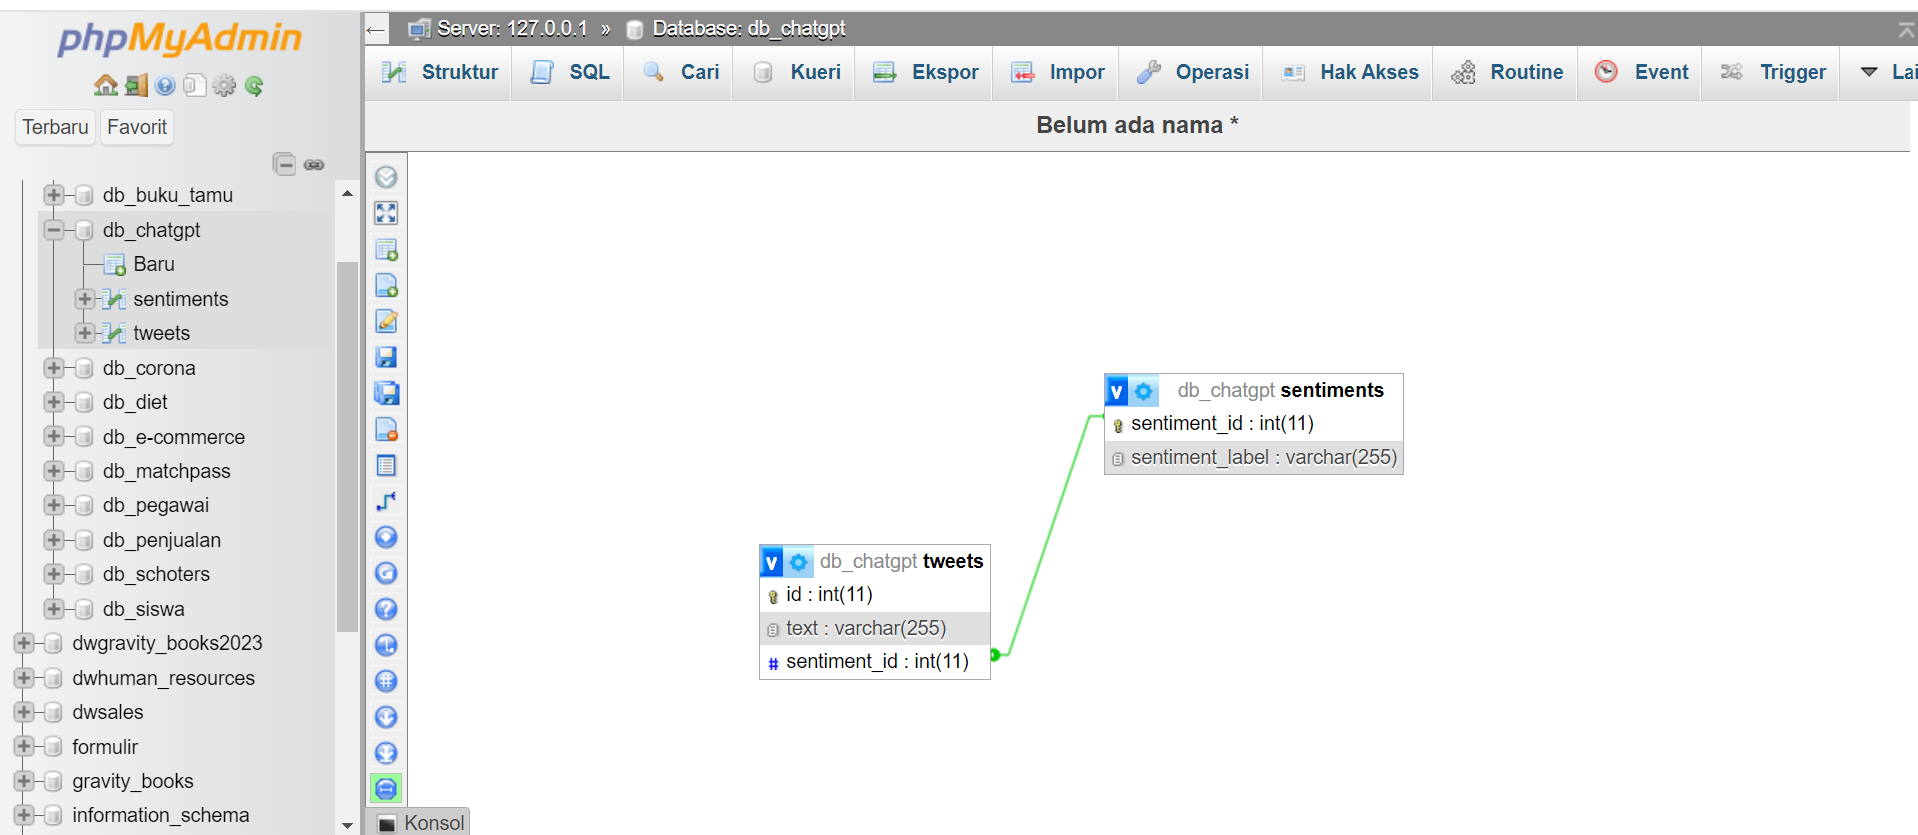 phpMyAdmin
Terbaru
Favorit
db_buku_tamu
db_chatgpt
Baru
sentiments
tweets
db_corona
db_diet
db_e-commerce
db_matchpass
db_pegawai
db_penjualan
db_schoters
db_siswa
dwgravity_books2023
dwhuman_resources
dwsales
formulir
gravity_books
information_schema
← Server: 127.0.0.1 » Database: db_chatgpt
Struktur
SQL
Cari
Kueri
Ekspor
Impor
Operasi
Hak Akses
Routine
Event
Trigger
Lai
Belum ada nama *
v db_chatgpt sentiments
sentiment_id : int(11)
sentiment_label : varchar(255)
v db_chatgpt tweets
id : int(11)
text : varchar(255)
# sentiment_id : int(11)
Konsol